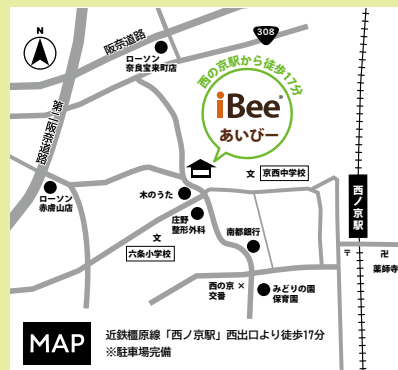 N
阪奈道路
308
ローソン
奈良宝来町店
西の京駅から徒歩17分
iBee
あいびー
第二阪奈道路
文 京西中学校
ローソン
赤膚山店
木のうた
庄野
整形外科
文
六条小学校
南都銀行
西ノ京駅
〒
卍
薬師寺
西の京 ×
交番
みどりの園
保育園
MAP
近鉄橿原線「西ノ京駅」西出口より徒歩17分
※駐車場完備